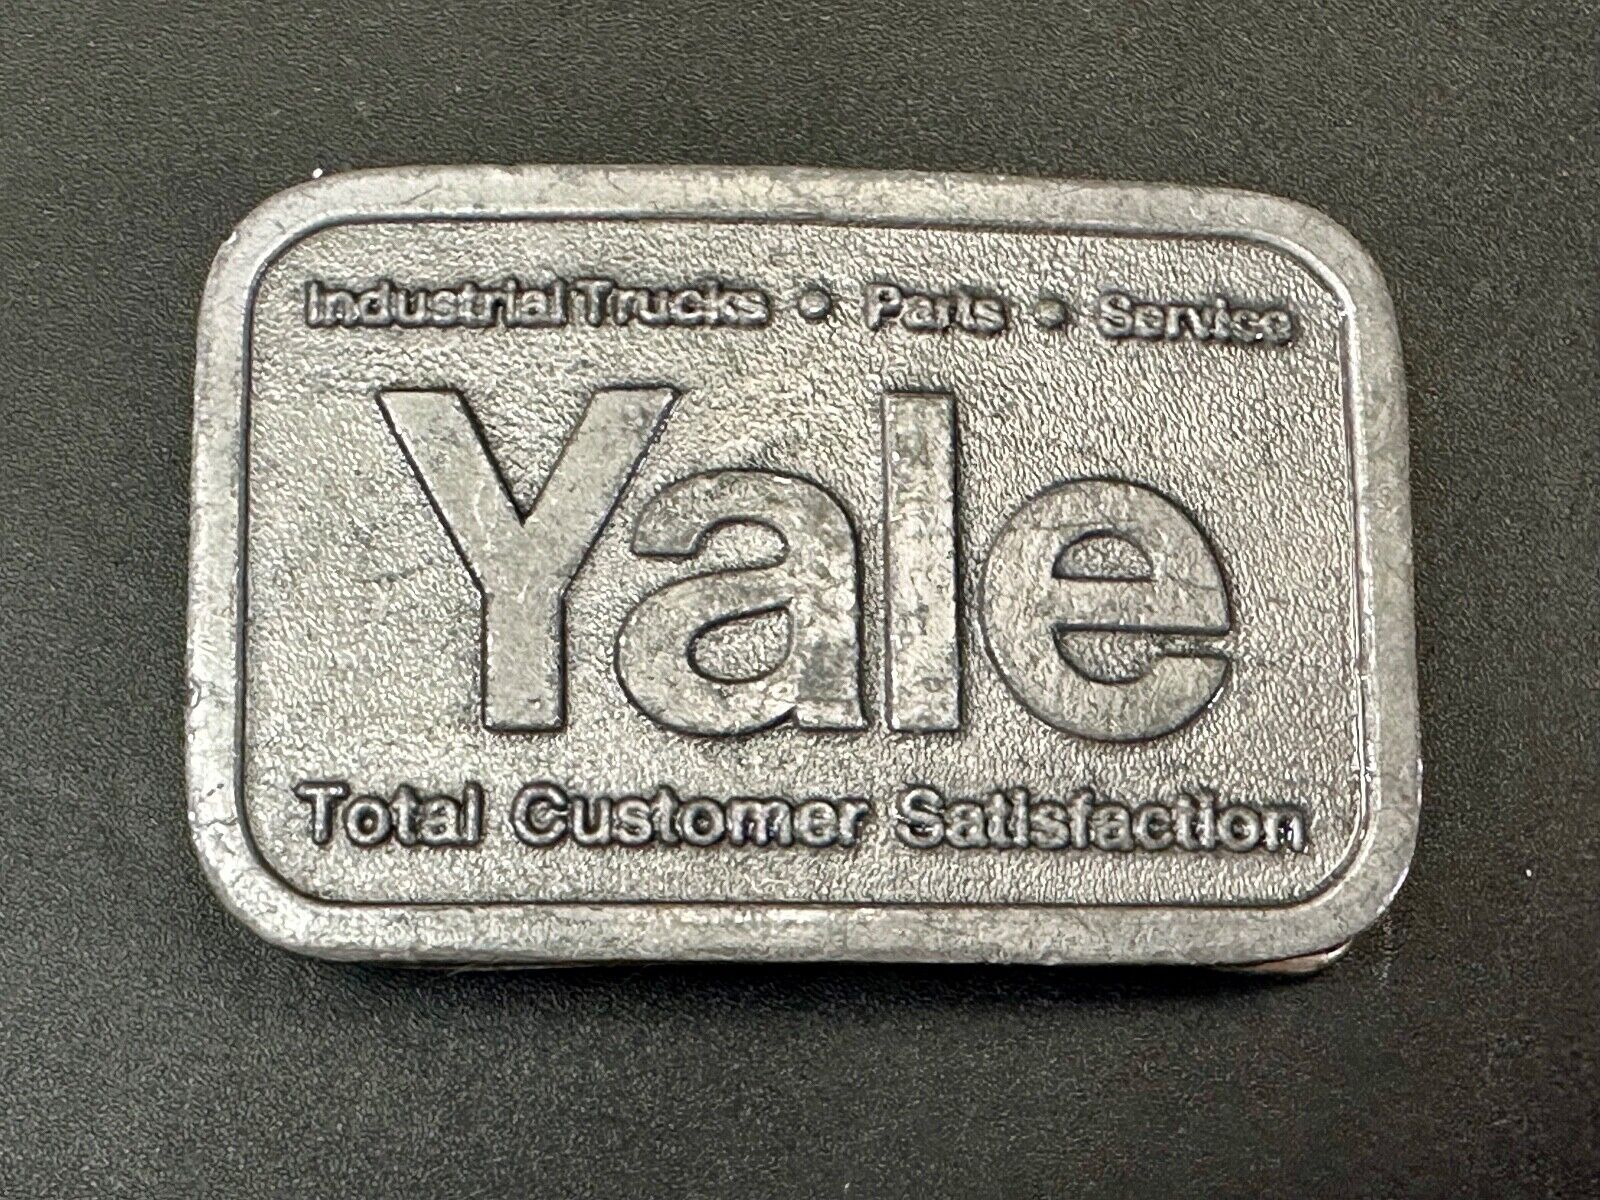 Industrial Trucks • Parts • Service
Yale
Total Customer Satisfaction